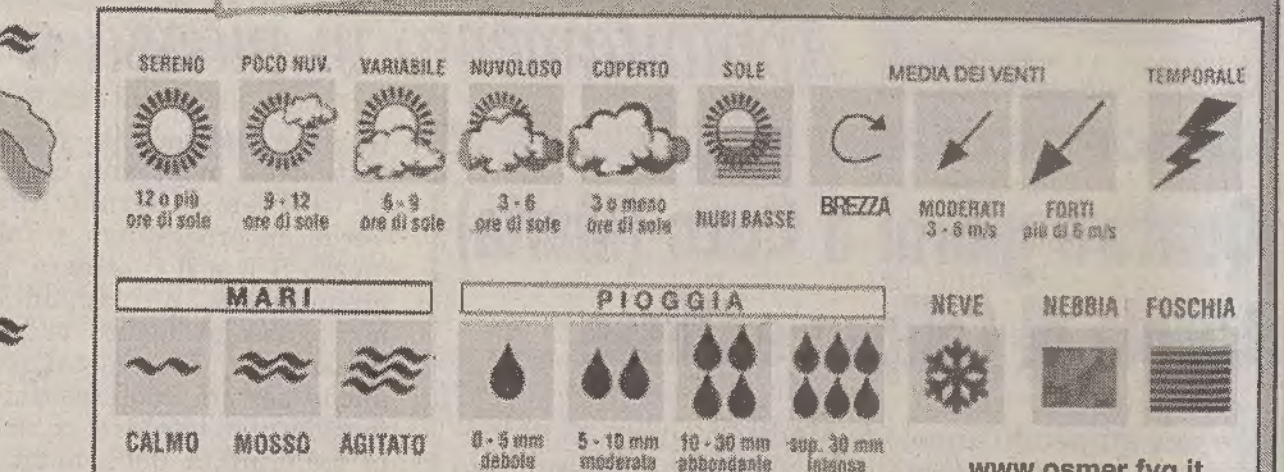 SERENO POCO NUV. VARIABILE NUVOLOSO COPERTO SOLE MEDIA DEI VENTI TEMPORALE
12 o più 9 - 12 6 - 9 3 - 6 3 o meno
ore di sole ore di sole ore di sole ore di sole ore di sole NUBI BASSE BREZZA MODERATI FORTI
3 - 6 m/s più di 6 m/s
MARI PIOGGIA NEVE NEBBIA FOSCHIA
CALMO MOSSO AGITATO 0 - 5 mm 5 - 10 mm 10 - 30 mm sup. 30 mm
debole moderata abbondante intensa
www.osmer.fvg.it